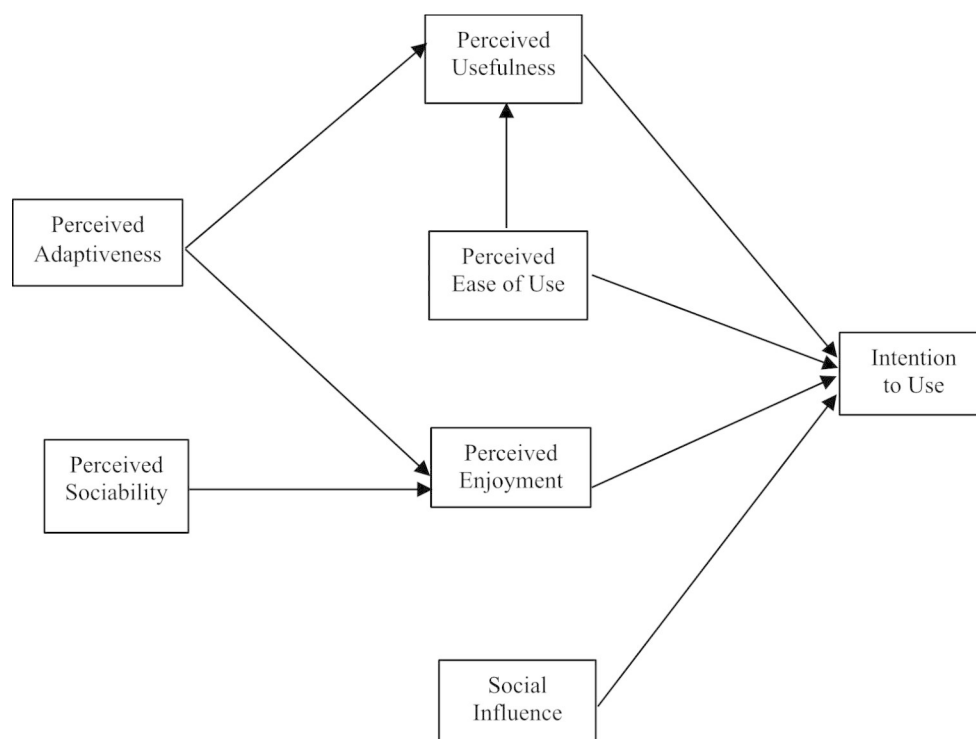 Perceived
Usefulness
Perceived
Adaptiveness
Perceived
Ease of Use
Intention
to Use
Perceived
Sociability
Perceived
Enjoyment
Social
Influence